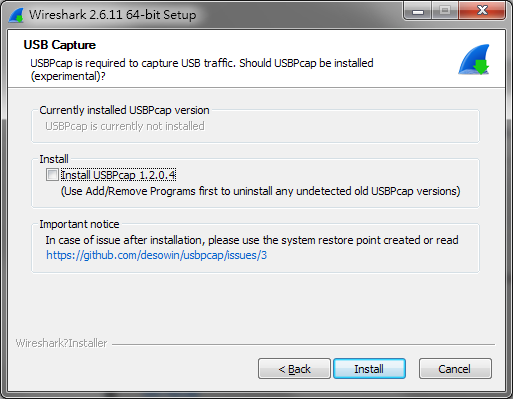 Wireshark 2.6.11 64-bit Setup
USB Capture
USBPcap is required to capture USB traffic. Should USBPcap be installed
(experimental)?
Currently installed USBPcap version
USBPcap is currently not installed
Install
Install USBPcap 1.2.0.4
(Use Add/Remove Programs first to uninstall any undetected old USBPcap versions)
Important notice
In case of issue after installation, please use the system restore point created or read
https://github.com/desowin/usbpcap/issues/3
Wireshark?Installer
< Back
Install
Cancel